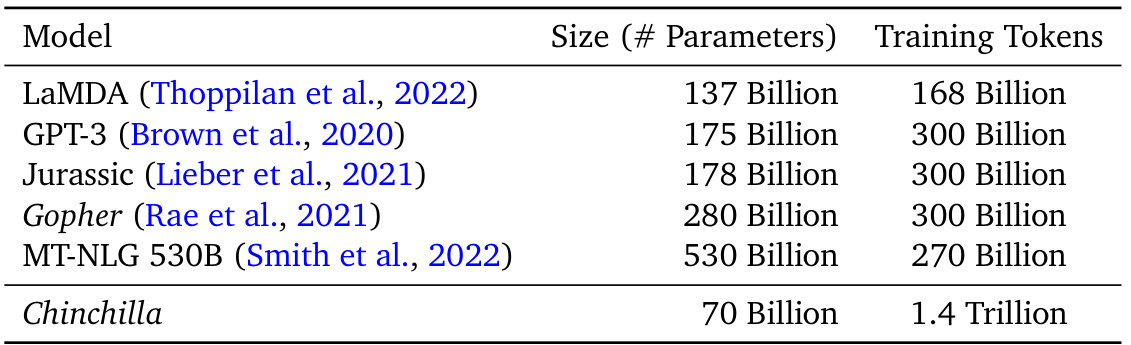 Model Size (# Parameters) Training Tokens
LaMDA (Thoppilan et al., 2022) 137 Billion 168 Billion
GPT-3 (Brown et al., 2020) 175 Billion 300 Billion
Jurassic (Lieber et al., 2021) 178 Billion 300 Billion
Gopher (Rae et al., 2021) 280 Billion 300 Billion
MT-NLG 530B (Smith et al., 2022) 530 Billion 270 Billion
Chinchilla 70 Billion 1.4 Trillion